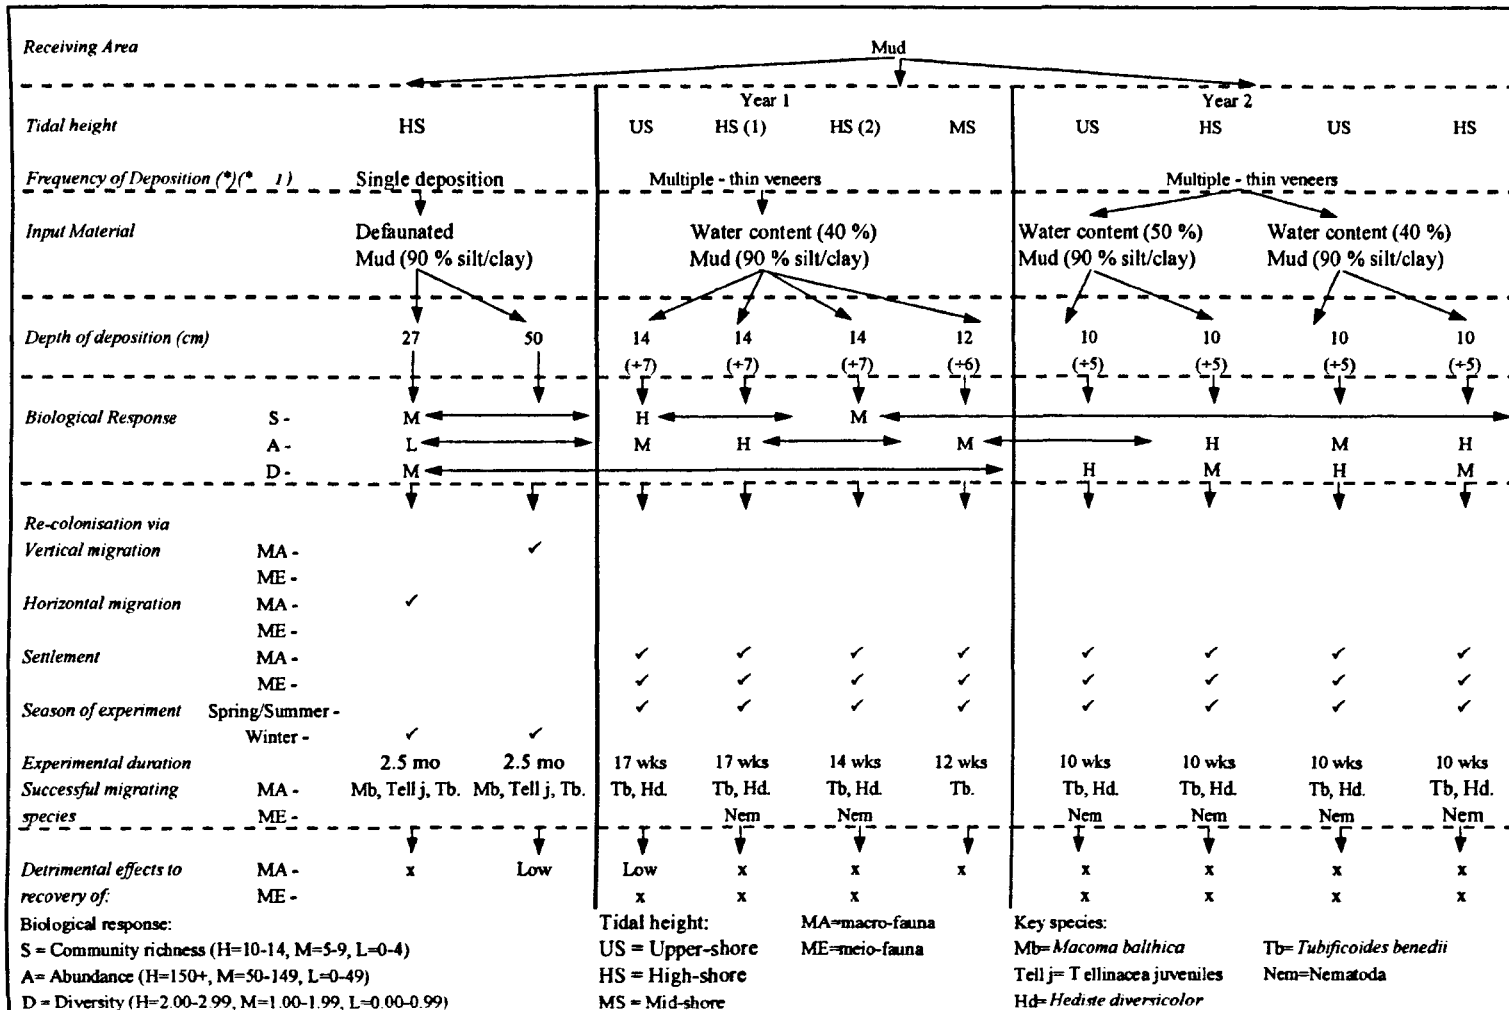 Receiving Area Mud
Year 1 Year 2
Tidal height HS US HS (1) HS (2) MS US HS US HS
Frequency of Deposition (*)(* 1) Single deposition Multiple - thin veneers Multiple - thin veneers
Input Material Defaunated Water content (40 %) Water content (50 %) Water content (40 %)
Mud (90 % silt/clay) Mud (90 % silt/clay) Mud (90 % silt/clay) Mud (90 % silt/clay)
Depth of deposition (cm) 27 50 14 14 14 12 10 10 10 10
(+7) (+7) (+7) (+6) (+5) (+5) (+5) (+5)
Biological Response S - M H M
A - L M H M H M H
D - M H M H M
Re-colonisation via
Vertical migration MA - ✓
ME -
Horizontal migration MA - ✓
ME -
Settlement MA - ✓ ✓ ✓ ✓ ✓ ✓ ✓ ✓
ME - ✓ ✓ ✓ ✓ ✓ ✓ ✓ ✓
Season of experiment Spring/Summer - ✓ ✓ ✓ ✓ ✓ ✓ ✓ ✓
Winter - ✓ ✓
Experimental duration 2.5 mo 2.5 mo 17 wks 17 wks 14 wks 12 wks 10 wks 10 wks 10 wks 10 wks
Successful migrating MA - Mb, Tell j, Tb. Mb, Tell j, Tb. Tb, Hd. Tb, Hd. Tb, Hd. Tb. Tb, Hd. Tb, Hd. Tb, Hd. Tb, Hd.
species ME - Nem Nem Nem Nem Nem Nem
Detrimental effects to MA - x Low Low x x x x x x x
recovery of: ME - x x x x x x x
Biological response: Tidal height: MA=macro-fauna Key species:
S = Community richness (H=10-14, M=5-9, L=0-4) US = Upper-shore ME=meio-fauna Mb= Macoma balthica Tb= Tubificoides benedii
A= Abundance (H=150+, M=50-149, L=0-49) HS = High-shore Tell j= Tellinacea juveniles Nem=Nematoda
D = Diversity (H=2.00-2.99, M=1.00-1.99, L=0.00-0.99) MS = Mid-shore Hd= Hediste diversicolor